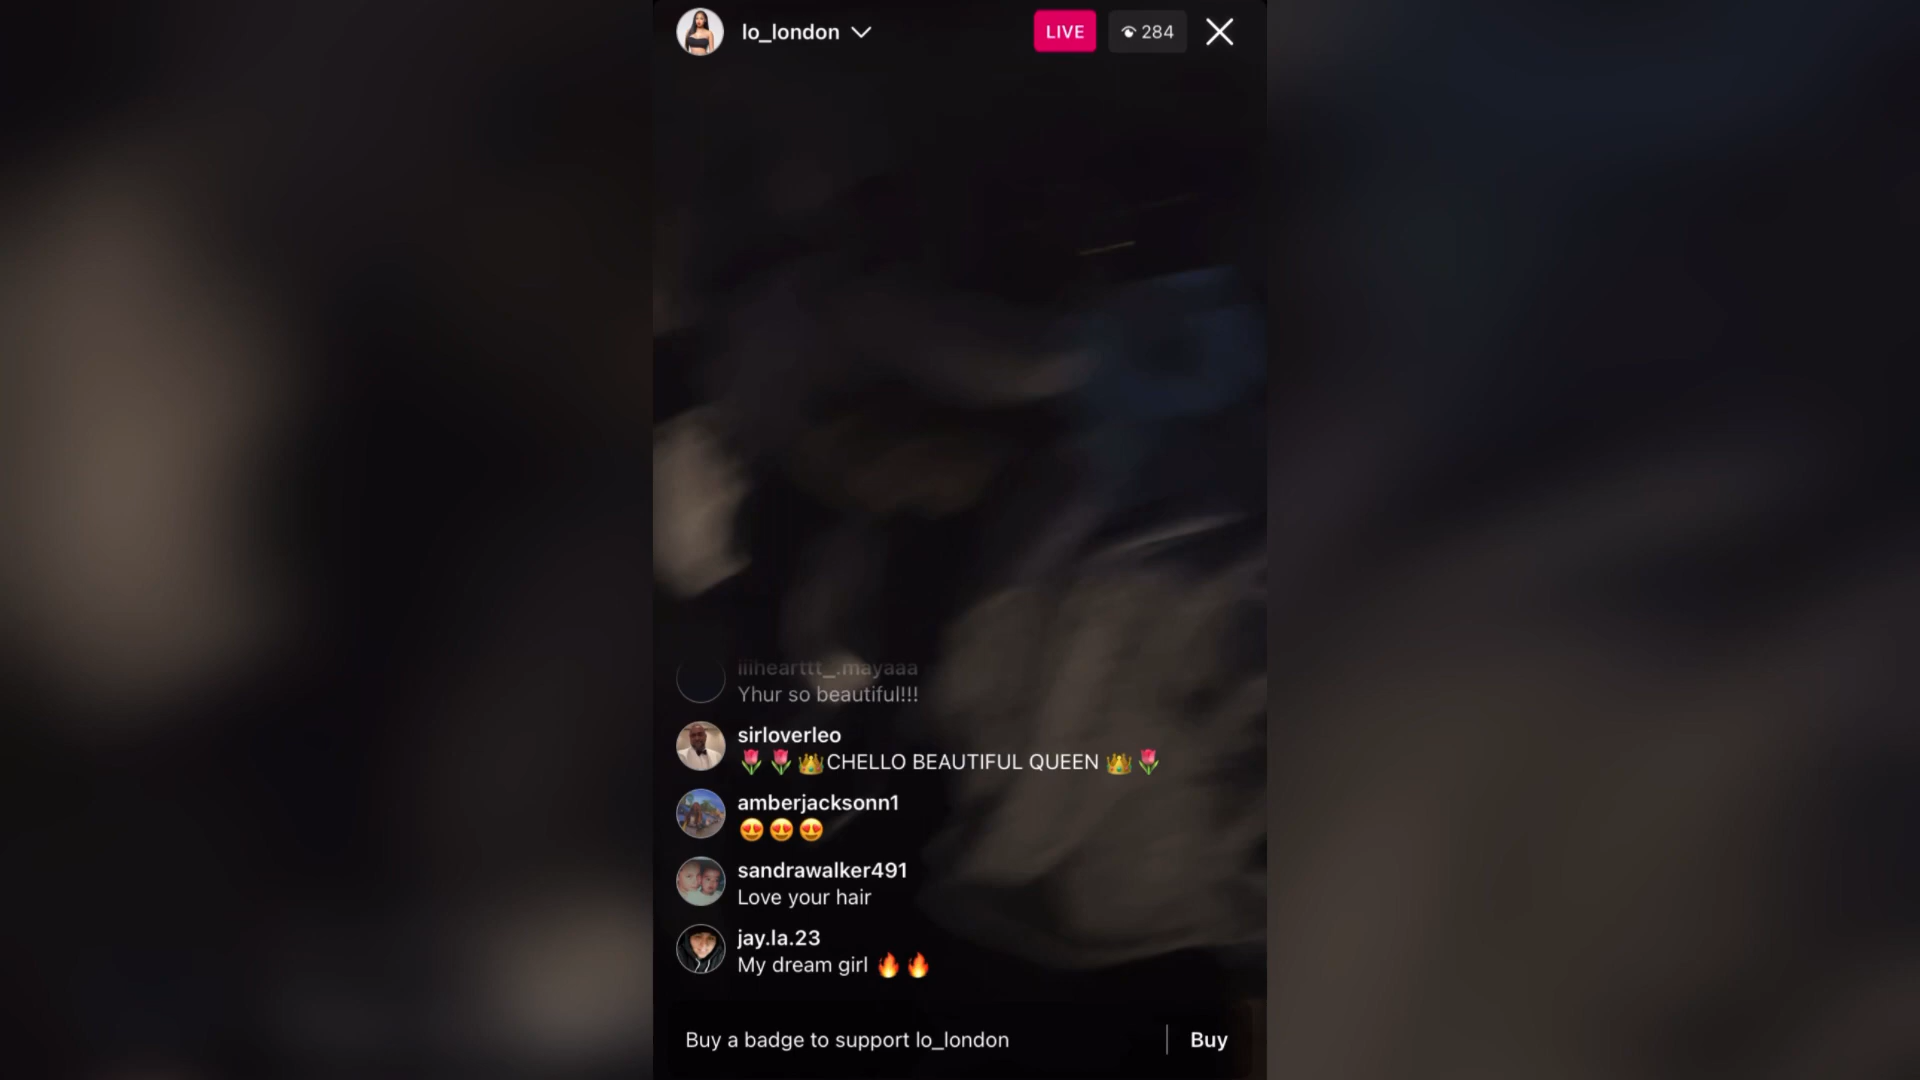 lo_london
LIVE
284
Yhur so beautiful!!!
sirloverleo
🌷🌷👑CHELLO BEAUTIFUL QUEEN👑🌷
amberjacksonn1
😍😍😍
sandrawalker491
Love your hair
jay.la.23
My dream girl 🔥🔥
Buy a badge to support lo_london
Buy